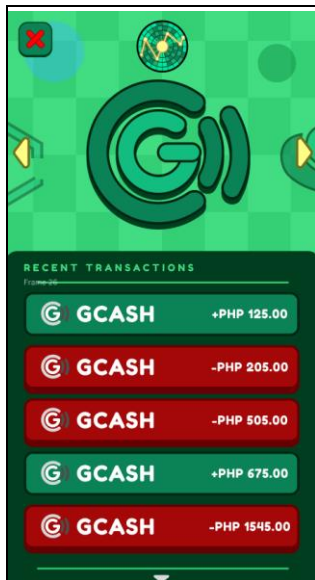 RECENT TRANSACTIONS
Frame 26
GCASH +PHP 125.00
GCASH -PHP 205.00
GCASH -PHP 505.00
GCASH +PHP 675.00
GCASH -PHP 1545.00